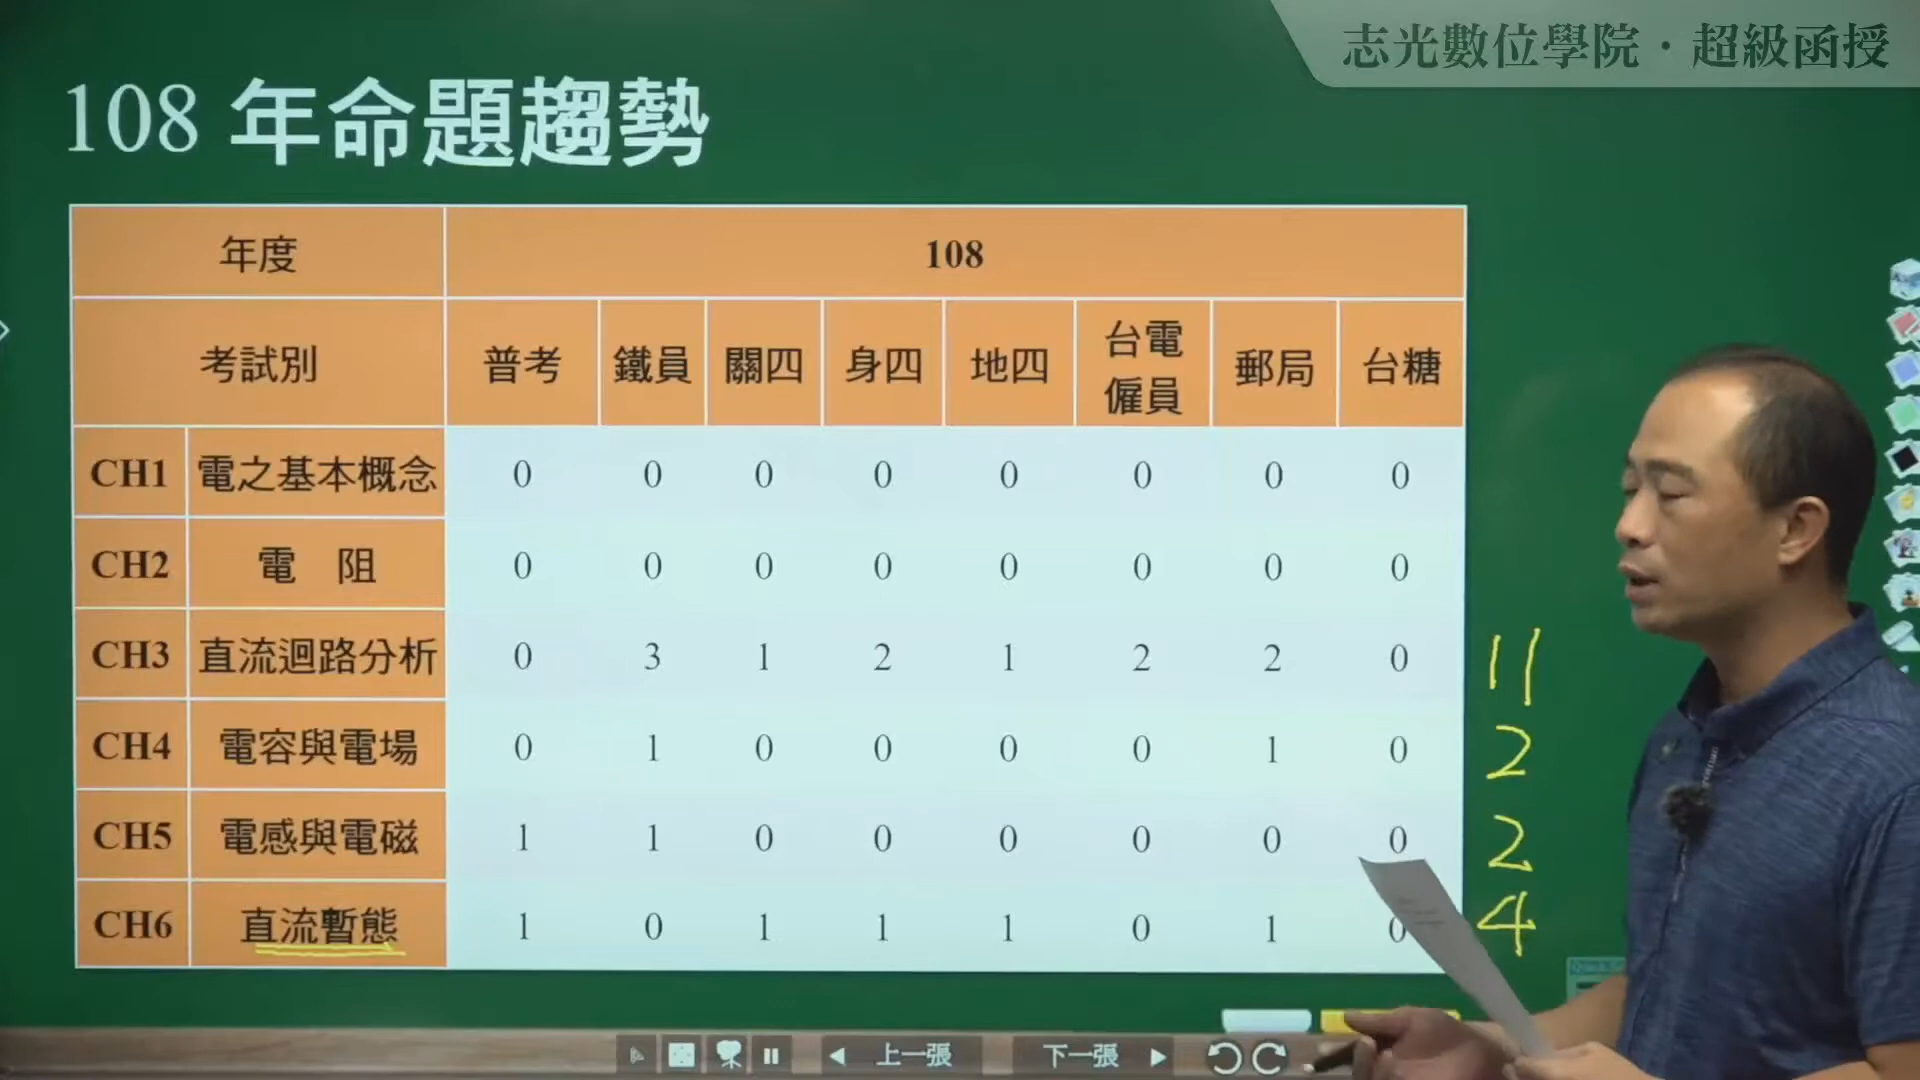 志光數位學院・超級函授
108 年命題趨勢
年度 108
考試別 普考 鐵員 關四 身四 地四 台電僱員 郵局 台糖
CH1 電之基本概念 0 0 0 0 0 0 0 0
CH2 電 阻 0 0 0 0 0 0 0 0
CH3 直流迴路分析 0 3 1 2 1 2 2 0 11
CH4 電容與電場 0 1 0 0 0 0 1 0 2
CH5 電感與電磁 1 1 0 0 0 0 0 0 2
CH6 直流暫態 1 0 1 1 1 0 1 0 4
上一張 下一張